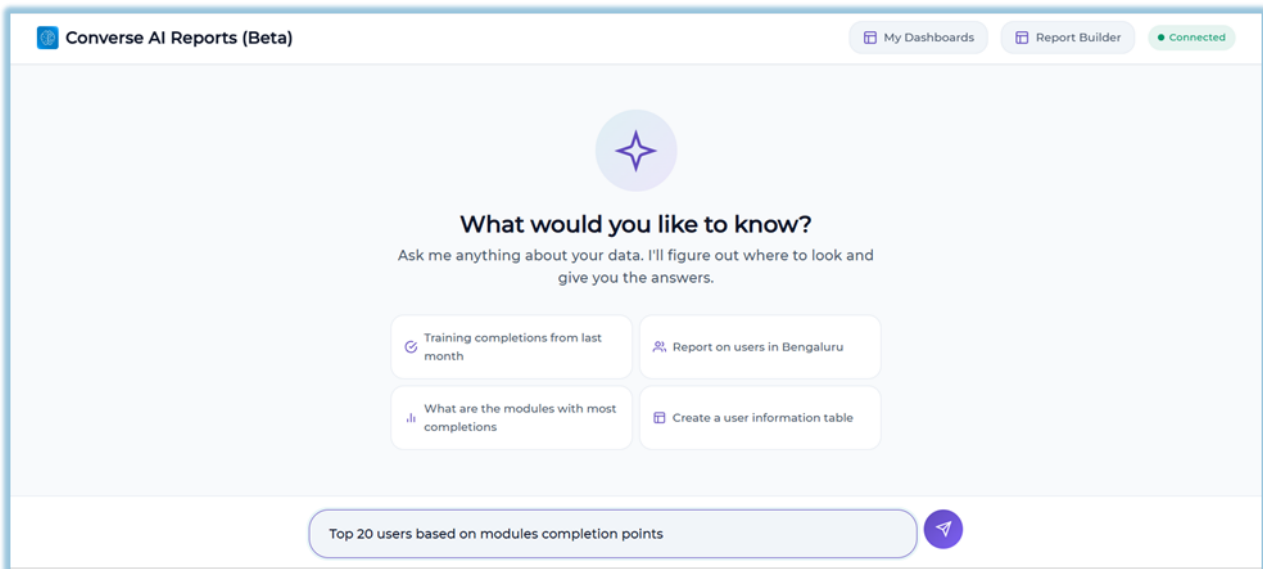 Converse AI Reports (Beta)
My Dashboards
Report Builder
Connected
What would you like to know?
Ask me anything about your data. I'll figure out where to look and
give you the answers.
Training completions from last
month
Report on users in Bengaluru
What are the modules with most
completions
Create a user information table
Top 20 users based on modules completion points